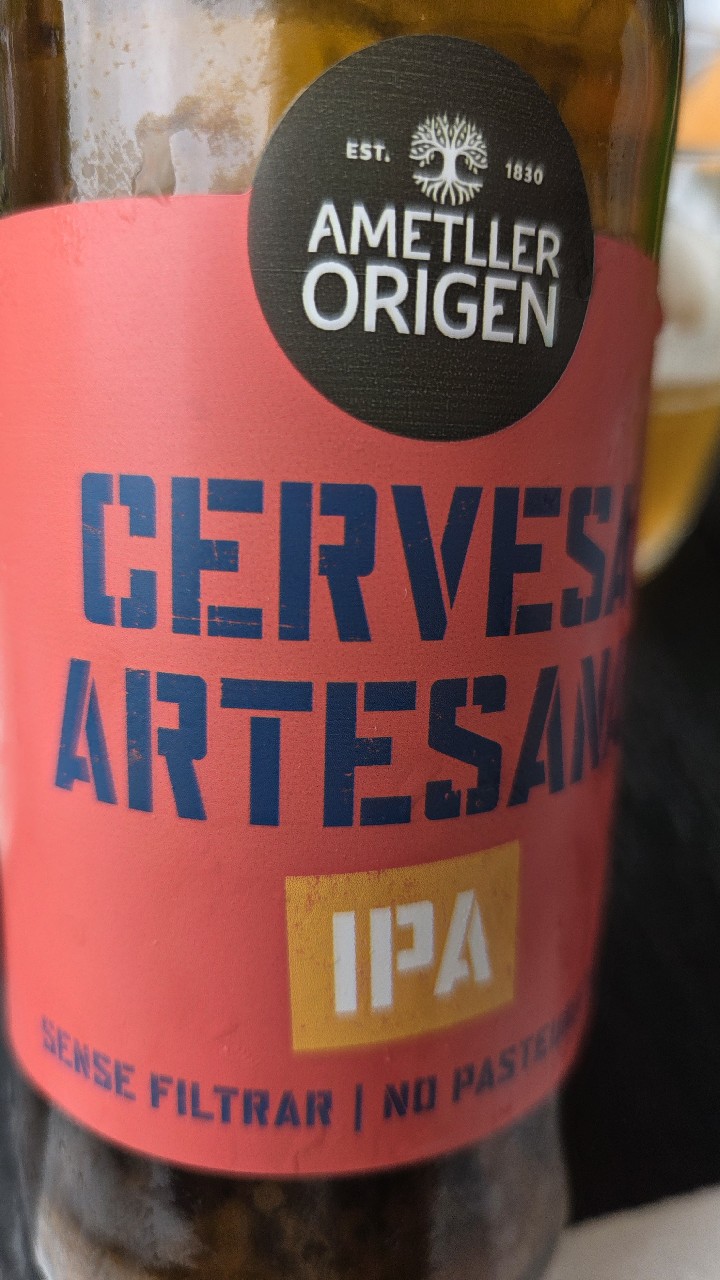 EST. 1830
AMETLLER
ORIGEN
CERVESA
ARTESANA
IPA
SENSE FILTRAR | NO